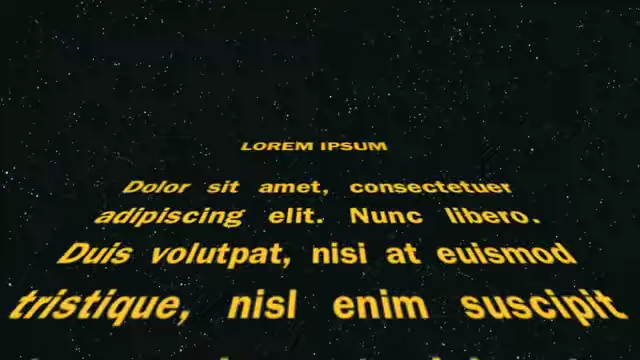 LOREM IPSUM
Dolor sit amet, consectetuer
adipiscing elit. Nunc libero.
Duis volutpat, nisi at euismod
tristique, nisl enim suscipit